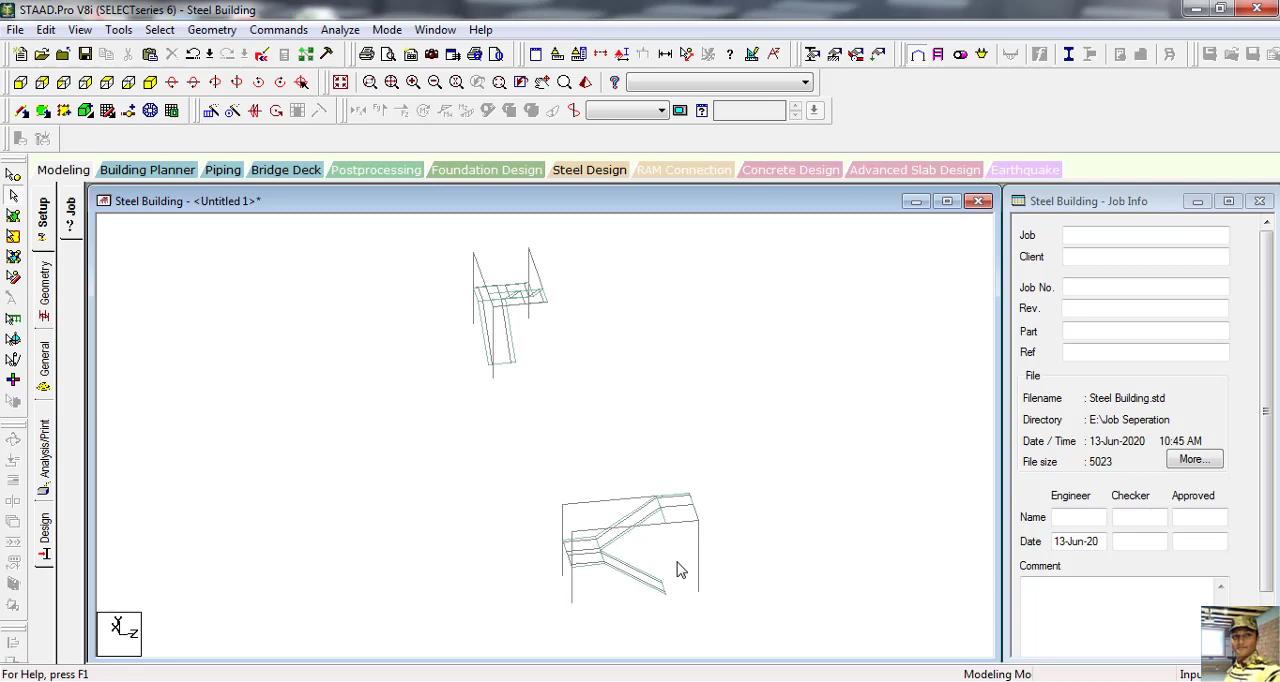 STAAD.Pro V8i (SELECTseries 6) - Steel Building
File Edit View Tools Select Geometry Commands Analyze Mode Window Help
Modeling Building Planner Piping Bridge Deck Postprocessing Foundation Design Steel Design RAM Connection Concrete Design Advanced Slab Design Earthquake
Steel Building - <Untitled 1>*
Setup
Geometry
General
Analysis/Print
Design
? Job
Y
X
Z
Steel Building - Job Info
Job
Client
Job No.
Rev.
Part
Ref
File
Filename : Steel Building.std
Directory : E:\Job Seperation
Date / Time : 13-Jun-2020 10:45 AM
File size : 5023
More...
Engineer Checker Approved
Name
Date 13-Jun-20
Comment
For Help, press F1
Modeling Mo
Inpu